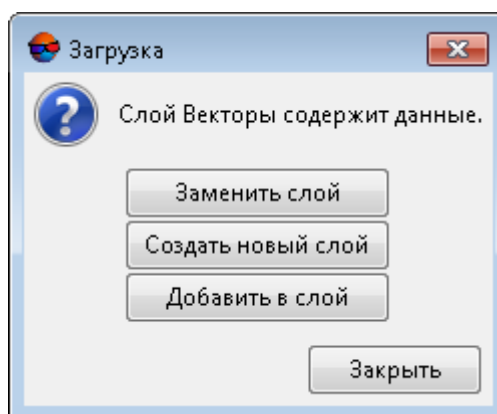 Загрузка
Слой Векторы содержит данные.
Заменить слой
Создать новый слой
Добавить в слой
Закрыть